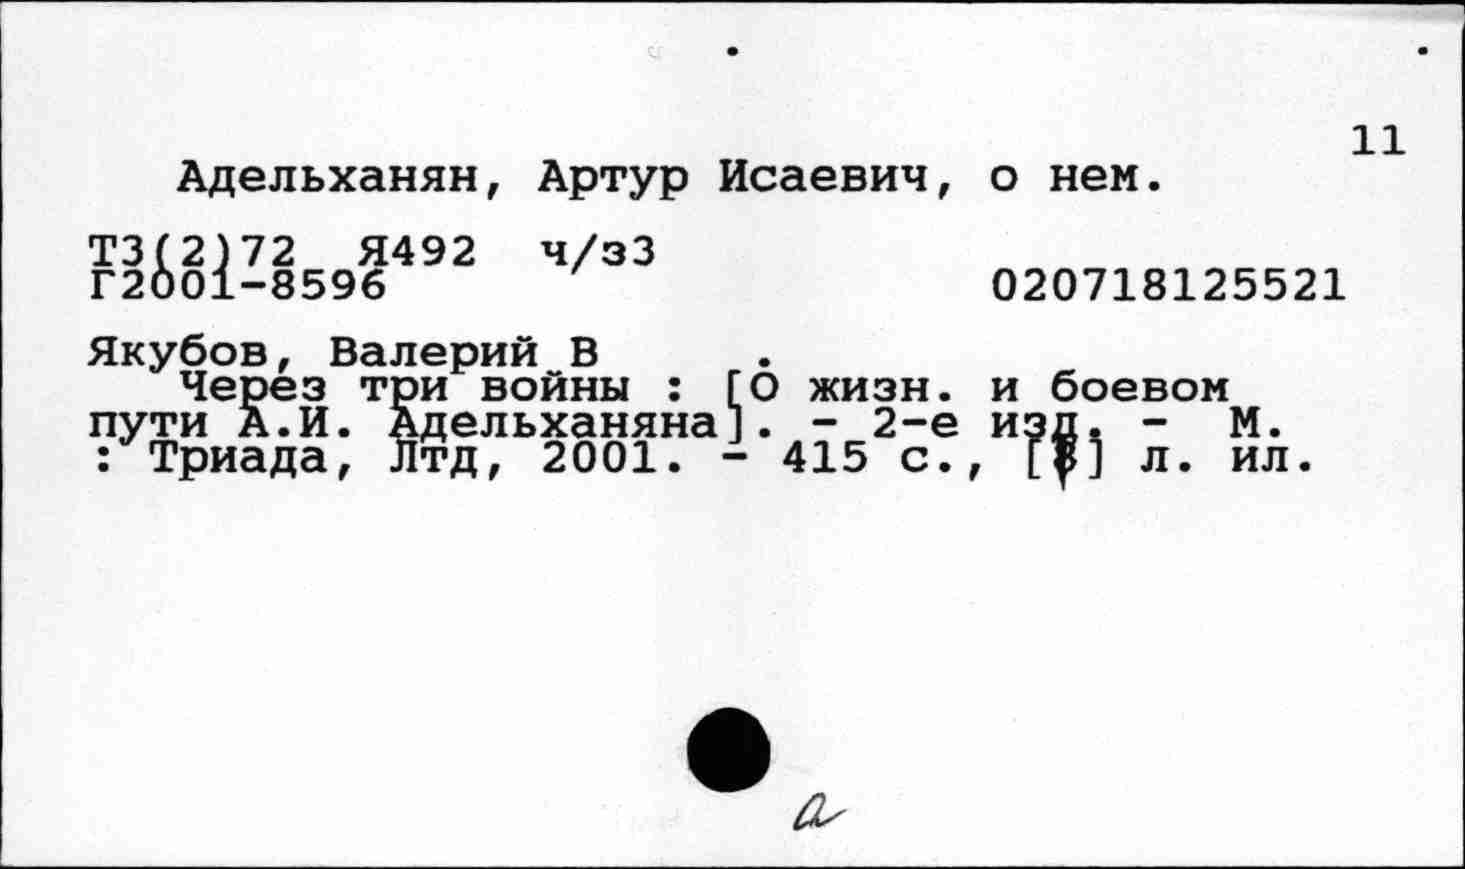 11
Адельханян, Артур Исаевич, о нем.
Т3(2)72 Я492 ч/з3
Г2001-8596 020718125521
Якубов, Валерий В .
Через три войны : [О жизн. и боевом
пути А.И. Адельханяна]. - 2-е изд. - М.
: Триада, Лтд, 2001. - 415 с., [ ] л. ил.